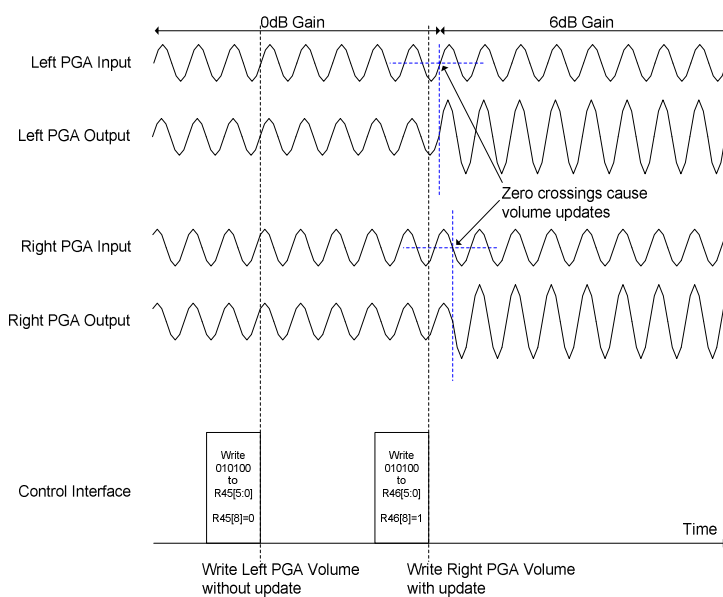 0dB Gain
6dB Gain
Left PGA Input
Left PGA Output
Zero crossings cause
volume updates
Right PGA Input
Right PGA Output
Write
010100
to
R45[5:0]
R45[8]=0
Write
010100
to
R46[5:0]
R46[8]=1
Control Interface
Time
Write Left PGA Volume
without update
Write Right PGA Volume
with update